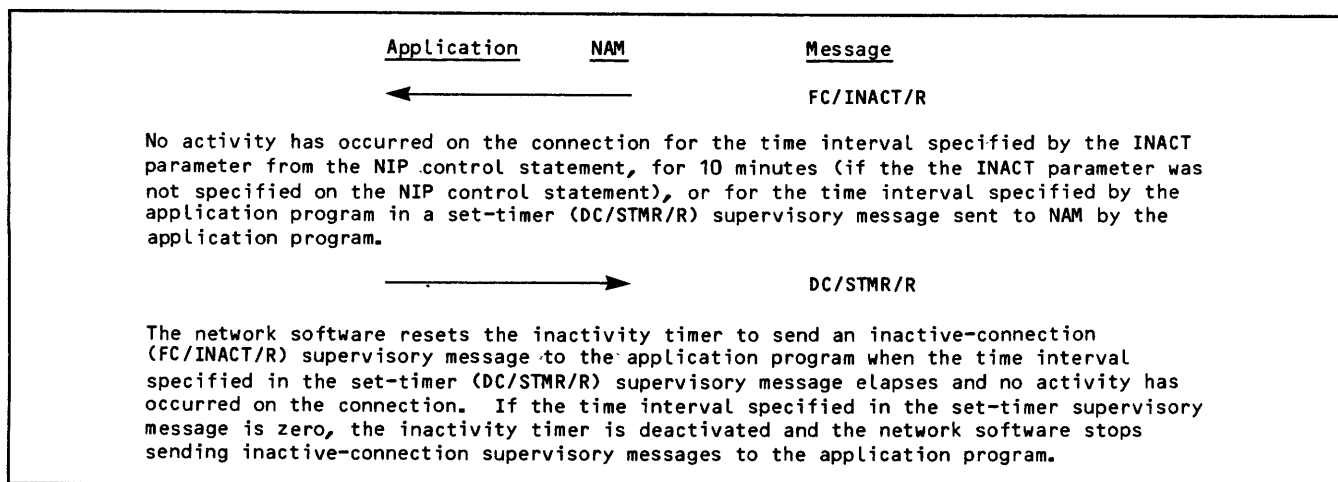 Application NAM Message
FC/INACT/R
No activity has occurred on the connection for the time interval specified by the INACT
parameter from the NIP control statement, for 10 minutes (if the the INACT parameter was
not specified on the NIP control statement), or for the time interval specified by the
application program in a set-timer (DC/STMR/R) supervisory message sent to NAM by the
application program.
DC/STMR/R
The network software resets the inactivity timer to send an inactive-connection
(FC/INACT/R) supervisory message to the application program when the time interval
specified in the set-timer (DC/STMR/R) supervisory message elapses and no activity has
occurred on the connection. If the time interval specified in the set-timer supervisory
message is zero, the inactivity timer is deactivated and the network software stops
sending inactive-connection supervisory messages to the application program.